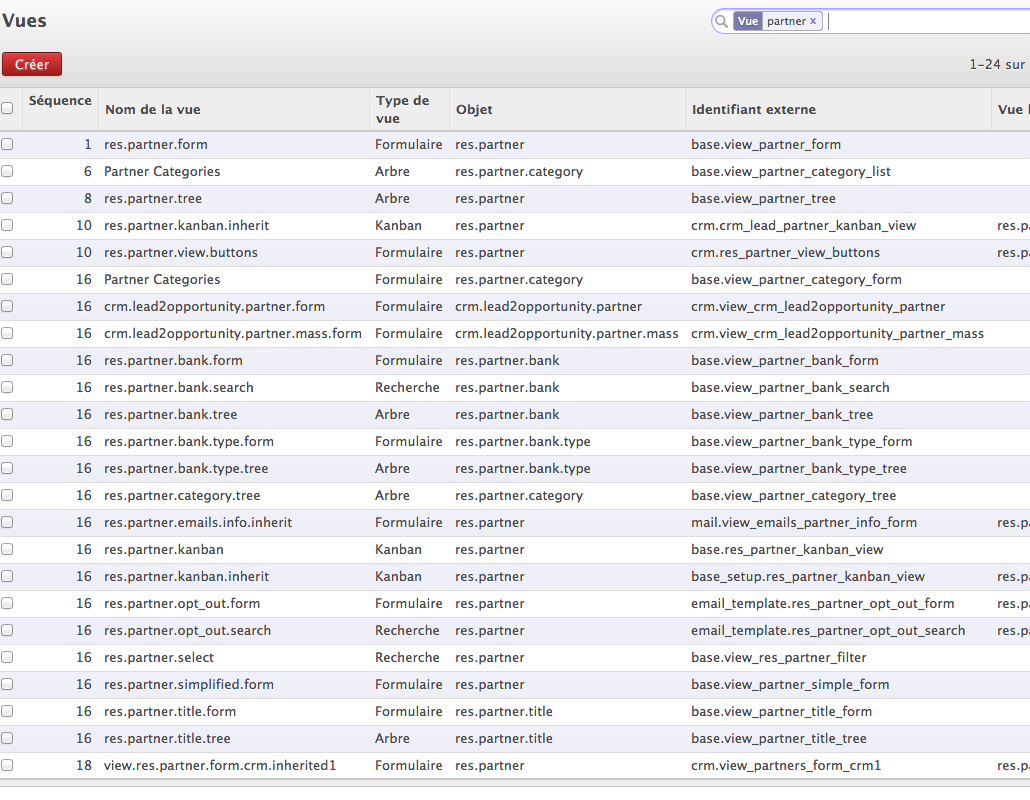 Vues
Vue partner x
Créer
1-24 sur
Séquence Nom de la vue Type de vue Objet Identifiant externe Vue
1 res.partner.form Formulaire res.partner base.view_partner_form
6 Partner Categories Arbre res.partner.category base.view_partner_category_list
8 res.partner.tree Arbre res.partner base.view_partner_tree
10 res.partner.kanban.inherit Kanban res.partner crm.crm_lead_partner_kanban_view res.p
10 res.partner.view.buttons Formulaire res.partner crm.res_partner_view_buttons res.p
16 Partner Categories Formulaire res.partner.category base.view_partner_category_form
16 crm.lead2opportunity.partner.form Formulaire crm.lead2opportunity.partner crm.view_crm_lead2opportunity_partner
16 crm.lead2opportunity.partner.mass.form Formulaire crm.lead2opportunity.partner.mass crm.view_crm_lead2opportunity_partner_mass
16 res.partner.bank.form Formulaire res.partner.bank base.view_partner_bank_form
16 res.partner.bank.search Recherche res.partner.bank base.view_partner_bank_search
16 res.partner.bank.tree Arbre res.partner.bank base.view_partner_bank_tree
16 res.partner.bank.type.form Formulaire res.partner.bank.type base.view_partner_bank_type_form
16 res.partner.bank.type.tree Arbre res.partner.bank.type base.view_partner_bank_type_tree
16 res.partner.category.tree Arbre res.partner.category base.view_partner_category_tree
16 res.partner.emails.info.inherit Formulaire res.partner mail.view_emails_partner_info_form res.p
16 res.partner.kanban Kanban res.partner base.res_partner_kanban_view
16 res.partner.kanban.inherit Kanban res.partner base_setup.res_partner_kanban_view res.p
16 res.partner.opt_out.form Formulaire res.partner email_template.res_partner_opt_out_form res.p
16 res.partner.opt_out.search Recherche res.partner email_template.res_partner_opt_out_search res.p
16 res.partner.select Recherche res.partner base.view_res_partner_filter
16 res.partner.simplified.form Formulaire res.partner base.view_partner_simple_form
16 res.partner.title.form Formulaire res.partner.title base.view_partner_title_form
16 res.partner.title.tree Arbre res.partner.title base.view_partner_title_tree
18 view.res.partner.form.crm.inherited1 Formulaire res.partner crm.view_partners_form_crm1 res.p